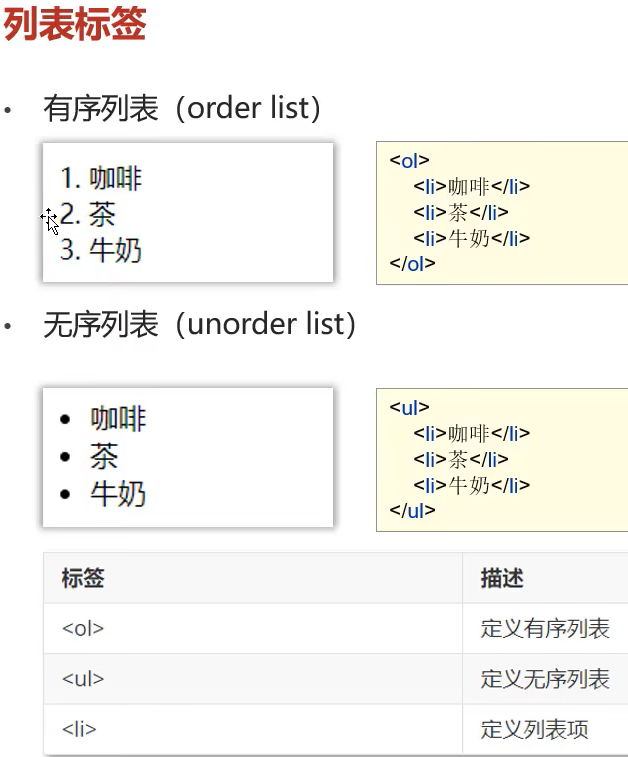 列表标签
• 有序列表（order list）
1. 咖啡
2. 茶
3. 牛奶
<ol>
<li>咖啡</li>
<li>茶</li>
<li>牛奶</li>
</ol>
• 无序列表（unorder list）
• 咖啡
• 茶
• 牛奶
<ul>
<li>咖啡</li>
<li>茶</li>
<li>牛奶</li>
</ul>
标签 描述
<ol> 定义有序列表
<ul> 定义无序列表
<li> 定义列表项